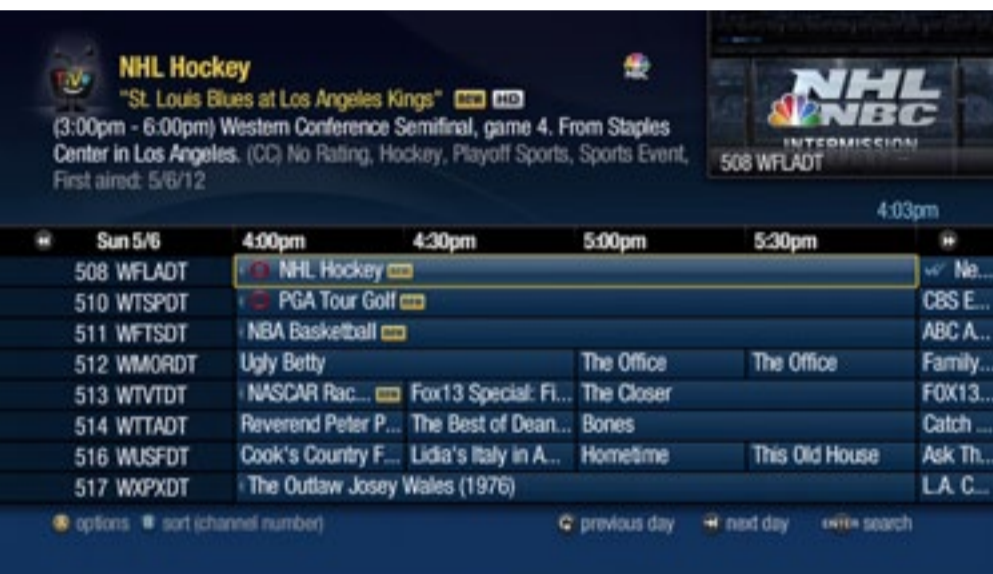 TiVo
NHL Hockey
"St. Louis Blues at Los Angeles Kings" new HD
(3:00pm - 6:00pm) Western Conference Semifinal, game 4. From Staples
Center in Los Angeles. (CC) No Rating, Hockey, Playoff Sports, Sports Event,
First aired: 5/6/12
NBC
NHL
NBC
INTERMISSION
508 WFLADT
4:03pm
Sun 5/6 4:00pm 4:30pm 5:00pm 5:30pm
508 WFLADT NHL Hockey new Ne...
510 WTSPDT PGA Tour Golf new CBS E...
511 WFTSDT NBA Basketball new ABC A...
512 WMORDT Ugly Betty The Office The Office Family...
513 WTVTDT NASCAR Rac... new Fox13 Special: Fi... The Closer FOX13...
514 WTTADT Reverend Peter P... The Best of Dean... Bones Catch ...
516 WUSFDT Cook's Country F... Lidia's Italy in A... Hometime This Old House Ask Th...
517 WXPXDT The Outlaw Josey Wales (1976) L.A. C...
A options B sort (channel number) C previous day next day ENTER search